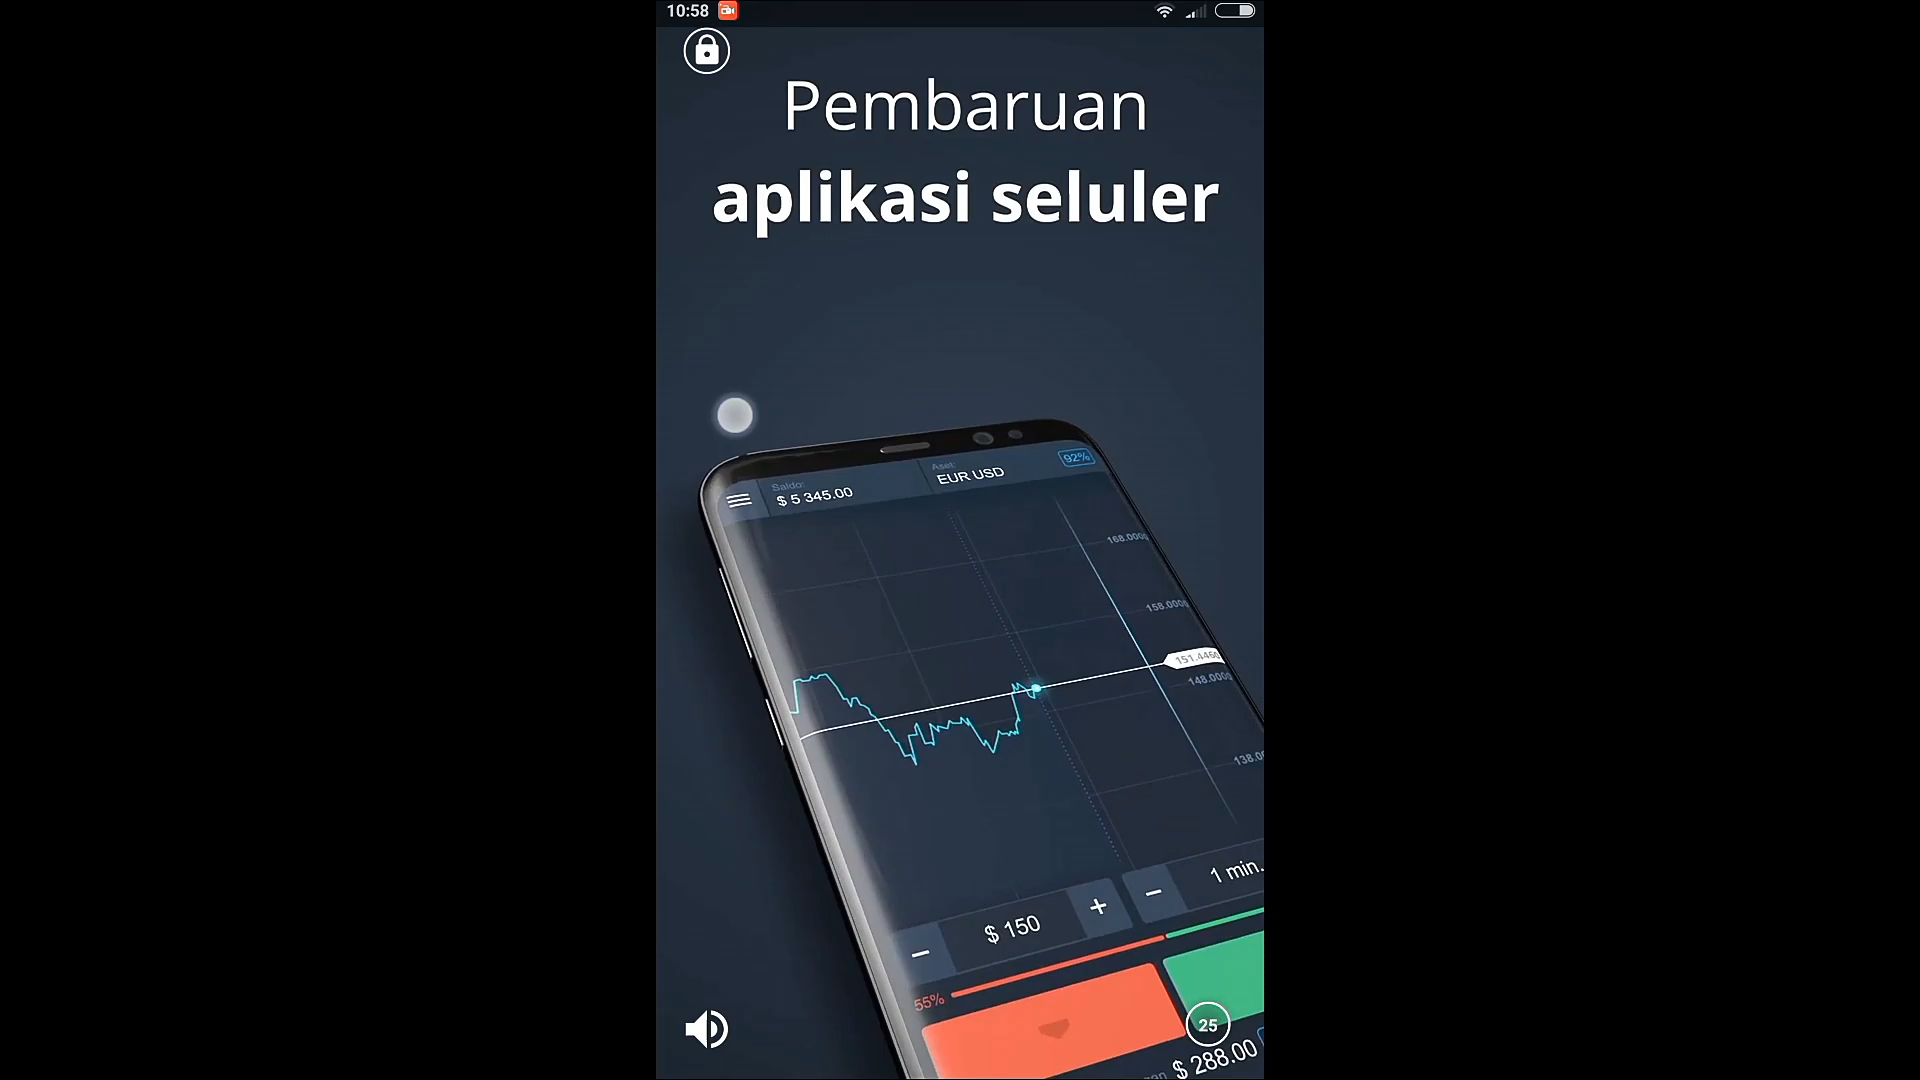 10:58
Pembaruan
aplikasi seluler
Saldo:
$ 5 345.00
Aset:
EUR USD
92%
168.000
158.000
151.446
148.000
138.0
$ 150
1 min.
55%
25
$ 288.00